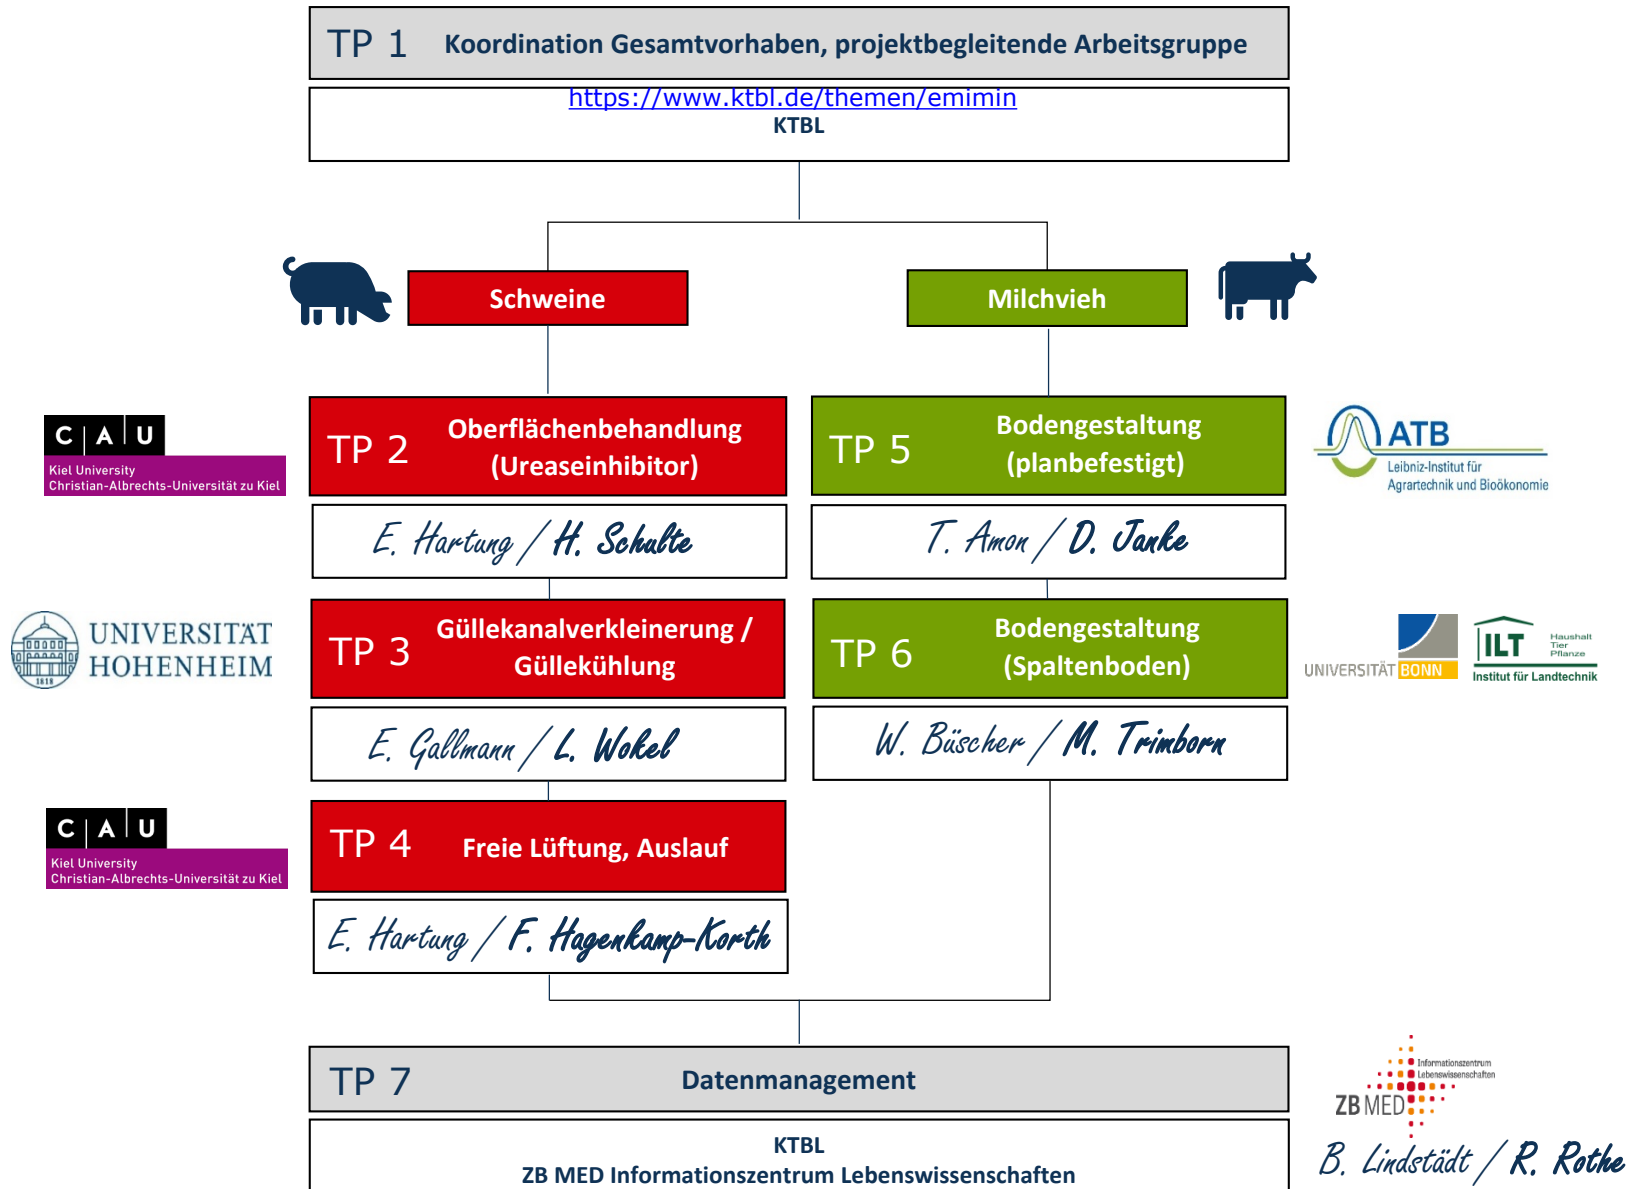 TP 1 Koordination Gesamtvorhaben, projektbegleitende Arbeitsgruppe
https://www.ktbl.de/themen/emimin
KTBL
Schweine
Milchvieh
C | A | U
Kiel University
Christian-Albrechts-Universität zu Kiel
TP 2
Oberflächenbehandlung
(Ureaseinhibitor)
E. Hartung / H. Schulte
TP 5
Bodengestaltung
(planbefestigt)
T. Amon / D. Janke
ATB
Leibniz-Institut für
Agrartechnik und Bioökonomie
UNIVERSITÄT
HOHENHEIM
1818
TP 3
Güllekanalverkleinerung /
Güllekühlung
E. Gallmann / L. Wokel
TP 6
Bodengestaltung
(Spaltenboden)
W. Büscher / M. Trimborn
UNIVERSITÄT BONN
ILT
Haushalt
Tier
Pflanze
Institut für Landtechnik
C | A | U
Kiel University
Christian-Albrechts-Universität zu Kiel
TP 4 Freie Lüftung, Auslauf
E. Hartung / F. Hagenkamp-Korth
TP 7 Datenmanagement
KTBL
ZB MED Informationszentrum Lebenswissenschaften
Informationszentrum
Lebenswissenschaften
ZB MED
B. Lindstädt / R. Rothe